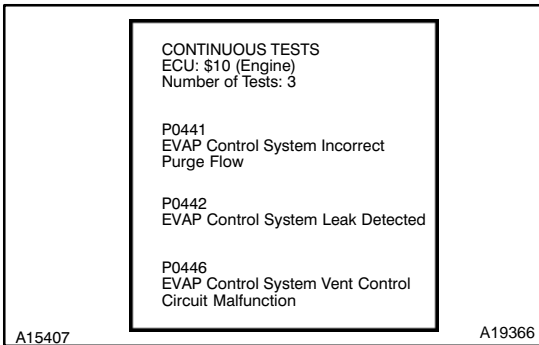 CONTINUOUS TESTS
ECU: $10 (Engine)
Number of Tests: 3
P0441
EVAP Control System Incorrect
Purge Flow
P0442
EVAP Control System Leak Detected
P0446
EVAP Control System Vent Control
Circuit Malfunction
A15407
A19366